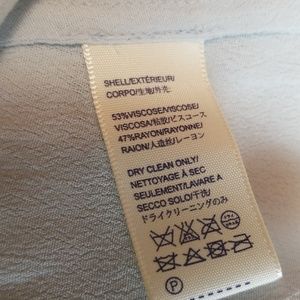 SHELL/EXTÉRIEUR/
CORPO/生地/外壳
53%VISCOSE/VISCOSE/
VISCOSA/粘胶/ビスコース
47%RAYON/RAYONNE/
RAION/人造丝/レーヨン
DRY CLEAN ONLY/
NETTOYAGE À SEC
SEULEMENT/LAVARE A
SECCO SOLO/干洗/
ドライクリーニングのみ
P